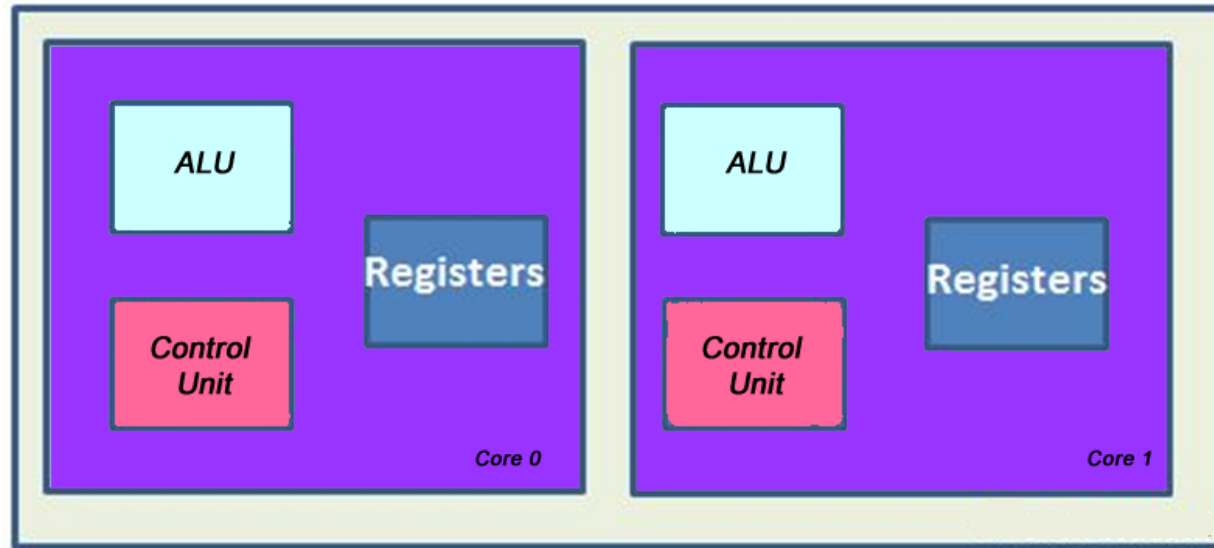 ALU
Registers
Control
Unit
Core 0
ALU
Registers
Control
Unit
Core 1